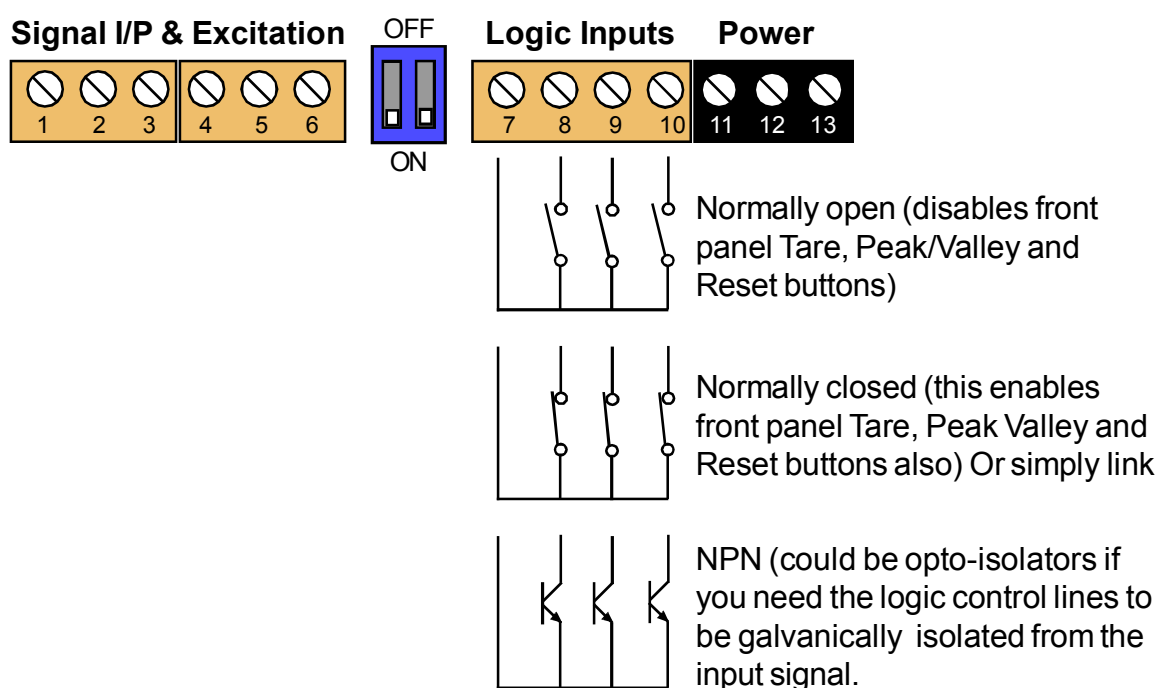 Signal I/P & Excitation OFF Logic Inputs Power
1 2 3 4 5 6 7 8 9 10 11 12 13
ON
Normally open (disables front
panel Tare, Peak/Valley and
Reset buttons)
Normally closed (this enables
front panel Tare, Peak Valley and
Reset buttons also) Or simply link
NPN (could be opto-isolators if
you need the logic control lines to
be galvanically isolated from the
input signal.